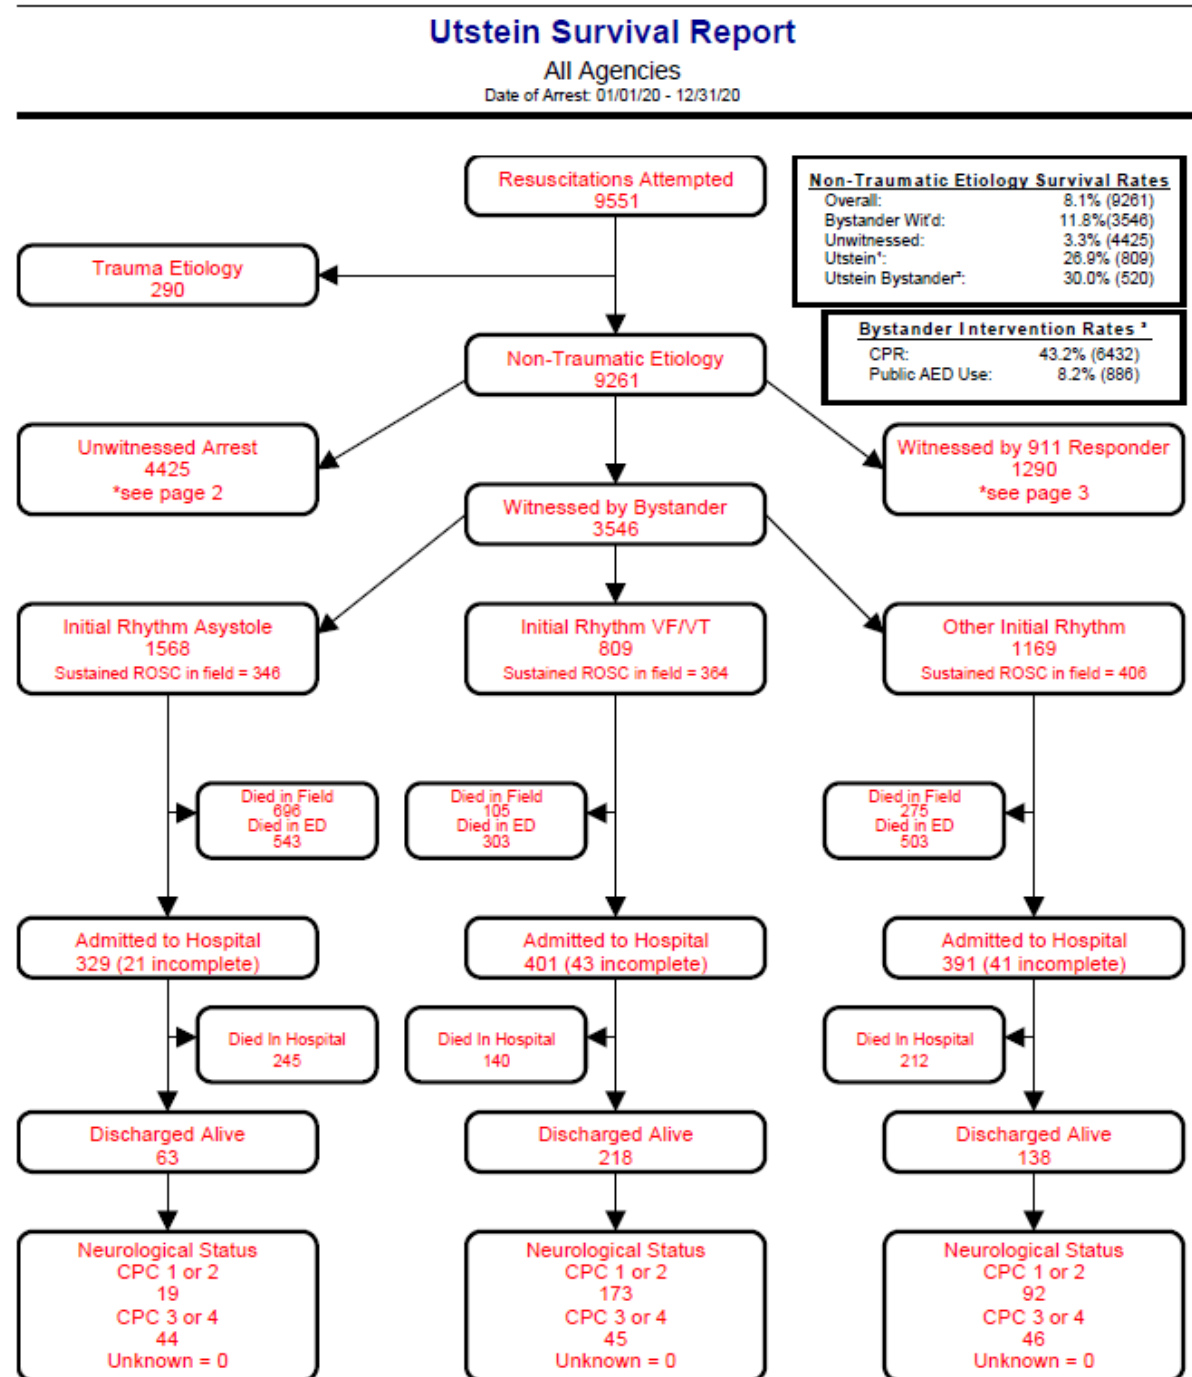 Utstein Survival Report
All Agencies
Date of Arrest: 01/01/20 - 12/31/20
Resuscitations Attempted
9551
Non-Traumatic Etiology Survival Rates
Overall: 8.1% (9261)
Bystander Wit'd: 11.8%(3546)
Unwitnessed: 3.3% (4425)
Utstein¹: 26.9% (809)
Utstein Bystander²: 30.0% (520)
Trauma Etiology
290
Bystander Intervention Rates ³
CPR: 43.2% (6432)
Public AED Use: 8.2% (886)
Non-Traumatic Etiology
9261
Unwitnessed Arrest
4425
*see page 2
Witnessed by 911 Responder
1290
*see page 3
Witnessed by Bystander
3546
Initial Rhythm Asystole
1568
Sustained ROSC in field = 346
Initial Rhythm VF/VT
809
Sustained ROSC in field = 364
Other Initial Rhythm
1169
Sustained ROSC in field = 406
Died in Field
696
Died in ED
543
Died in Field
105
Died in ED
303
Died in Field
275
Died in ED
503
Admitted to Hospital
329 (21 incomplete)
Admitted to Hospital
401 (43 incomplete)
Admitted to Hospital
391 (41 incomplete)
Died In Hospital
245
Died In Hospital
140
Died In Hospital
212
Discharged Alive
63
Discharged Alive
218
Discharged Alive
138
Neurological Status
CPC 1 or 2
19
CPC 3 or 4
44
Unknown = 0
Neurological Status
CPC 1 or 2
173
CPC 3 or 4
45
Unknown = 0
Neurological Status
CPC 1 or 2
92
CPC 3 or 4
46
Unknown = 0